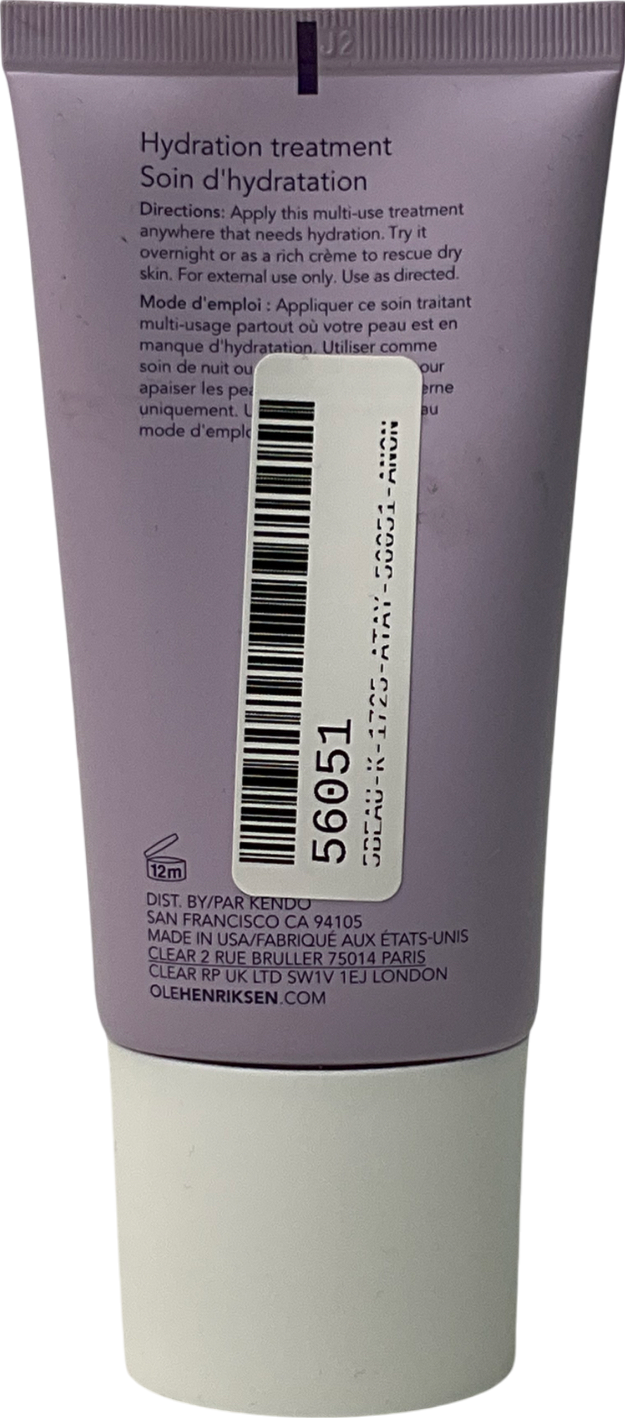 J2
Hydration treatment
Soin d'hydratation
Directions: Apply this multi-use treatment
anywhere that needs hydration. Try it
overnight or as a rich crème to rescue dry
skin. For external use only. Use as directed.
Mode d'emploi : Appliquer ce soin traitant
multi-usage partout où votre peau est en
manque d'hydratation. Utiliser comme
soin de nuit ou
apaiser les
uniquement.
mode
56051
12m
DIST. BY/PAR KENDO
SAN FRANCISCO CA 94105
MADE IN USA/FABRIQUÉ AUX ÉTATS-UNIS
CLEAR 2 RUE BRULLER 75014 PARIS
CLEAR RP UK LTD SW1V 1EJ LONDON
OLEHENRIKSEN.COM